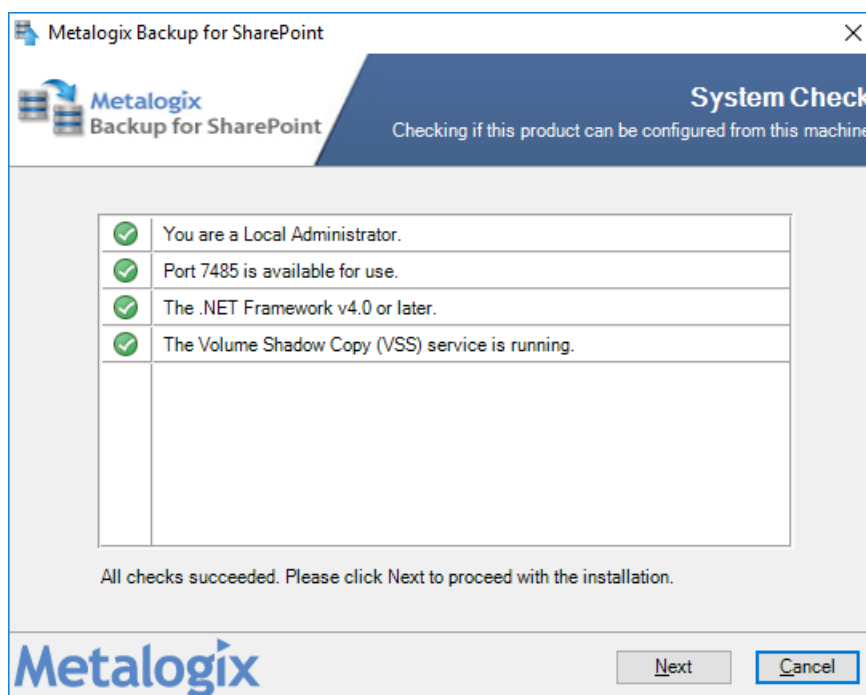 Metalogix Backup for SharePoint
Metalogix
Backup for SharePoint
System Check
Checking if this product can be configured from this machine
You are a Local Administrator.
Port 7485 is available for use.
The .NET Framework v4.0 or later.
The Volume Shadow Copy (VSS) service is running.
All checks succeeded. Please click Next to proceed with the installation.
Metalogix
Next
Cancel